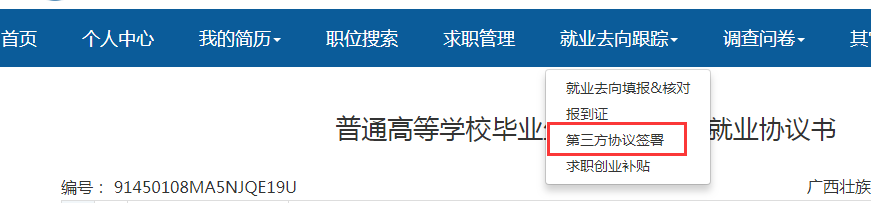 首页 个人中心 我的简历 职位搜索 求职管理 就业去向跟踪 调查问卷 其
就业去向填报&核对
报到证
普通高等学校毕业 就业协议书
第三方协议签署
求职创业补贴
编号： 91450108MA5NJQE19U 广西壮族